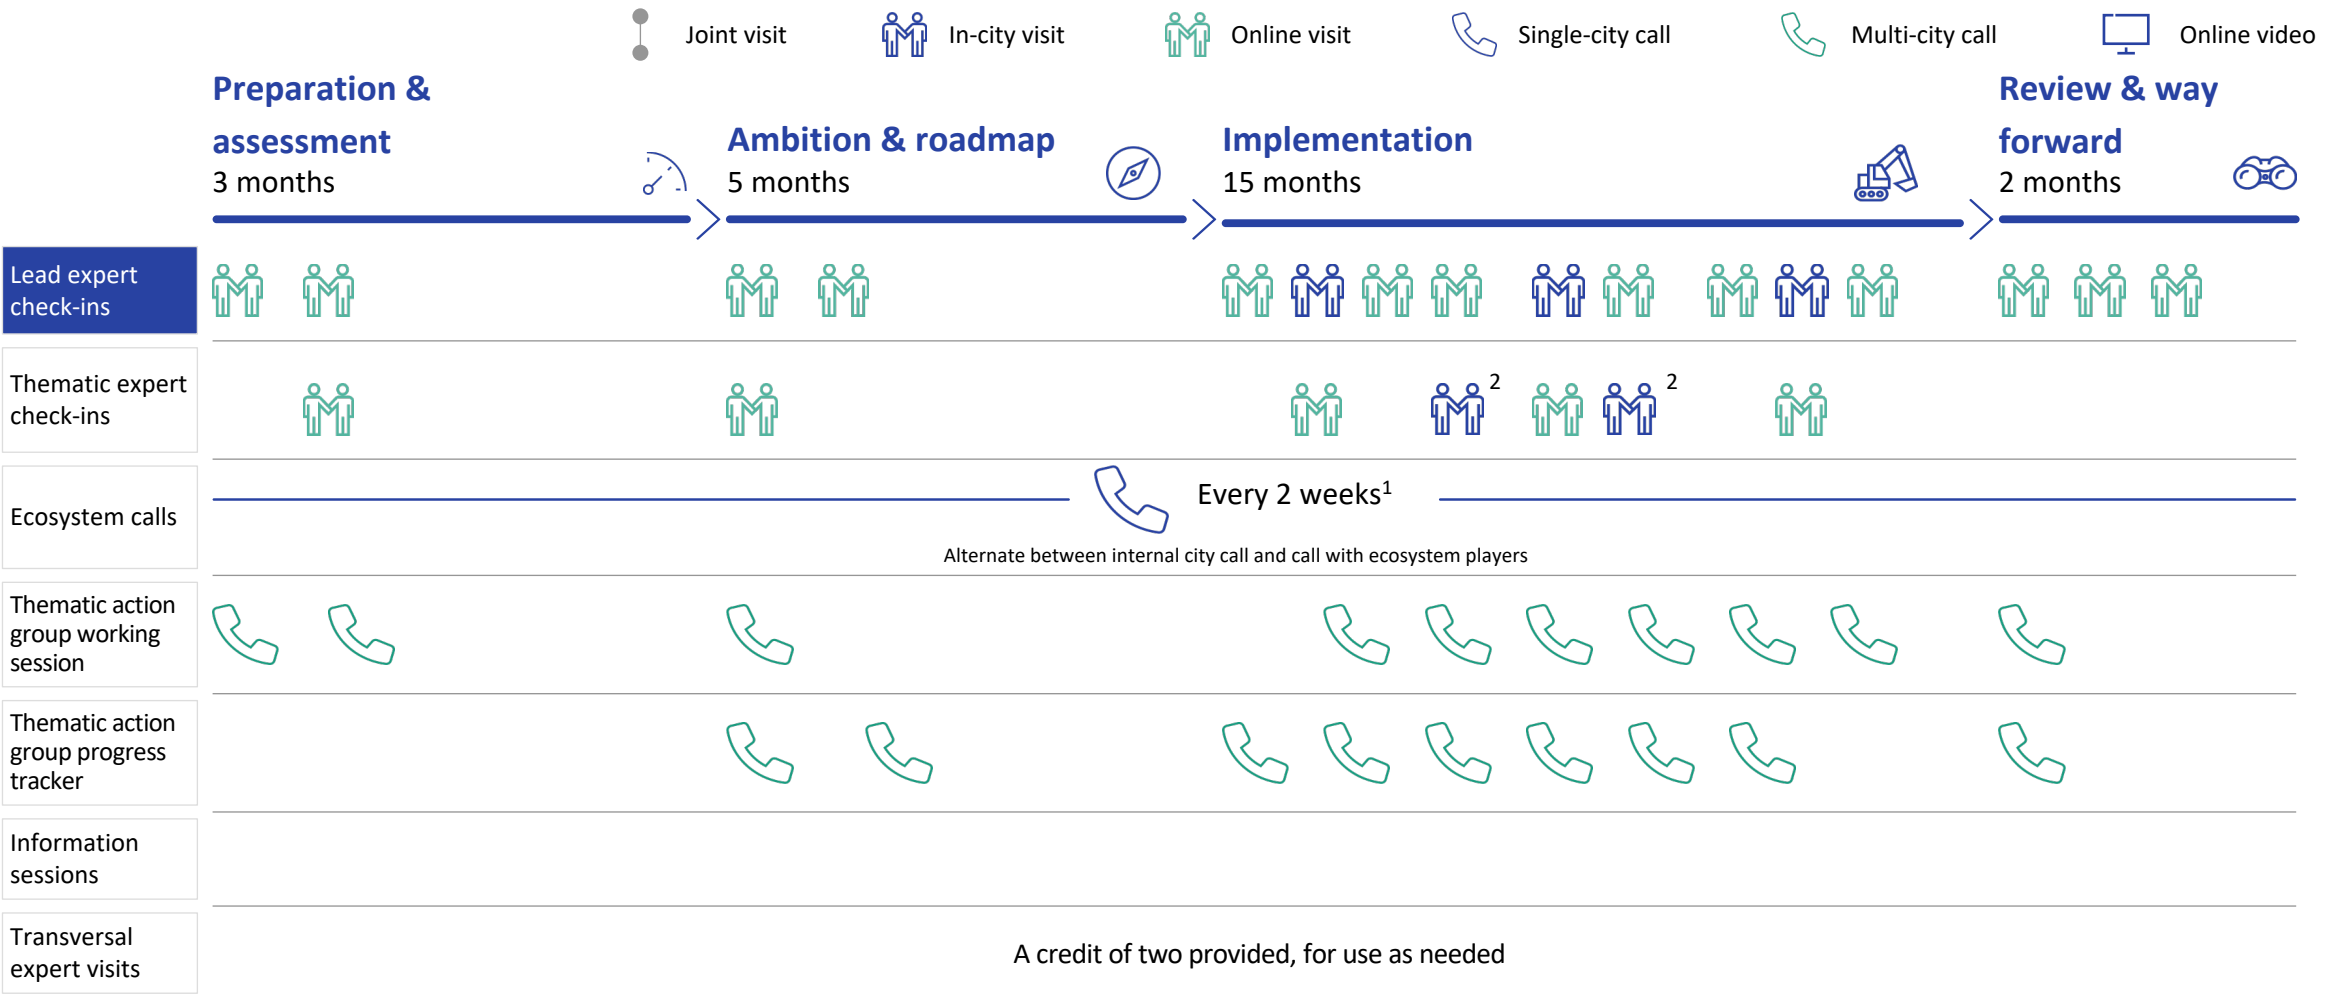 Joint visit
In-city visit
Online visit
Single-city call
Multi-city call
Online video
Preparation &
assessment
3 months
Ambition & roadmap
5 months
Implementation
15 months
Review & way
forward
2 months
Lead expert
check-ins
Thematic expert
check-ins
2
2
Ecosystem calls
Every 2 weeks1
Alternate between internal city call and call with ecosystem players
Thematic action
group working
session
Thematic action
group progress
tracker
Information
sessions
Transversal
expert visits
A credit of two provided, for use as needed